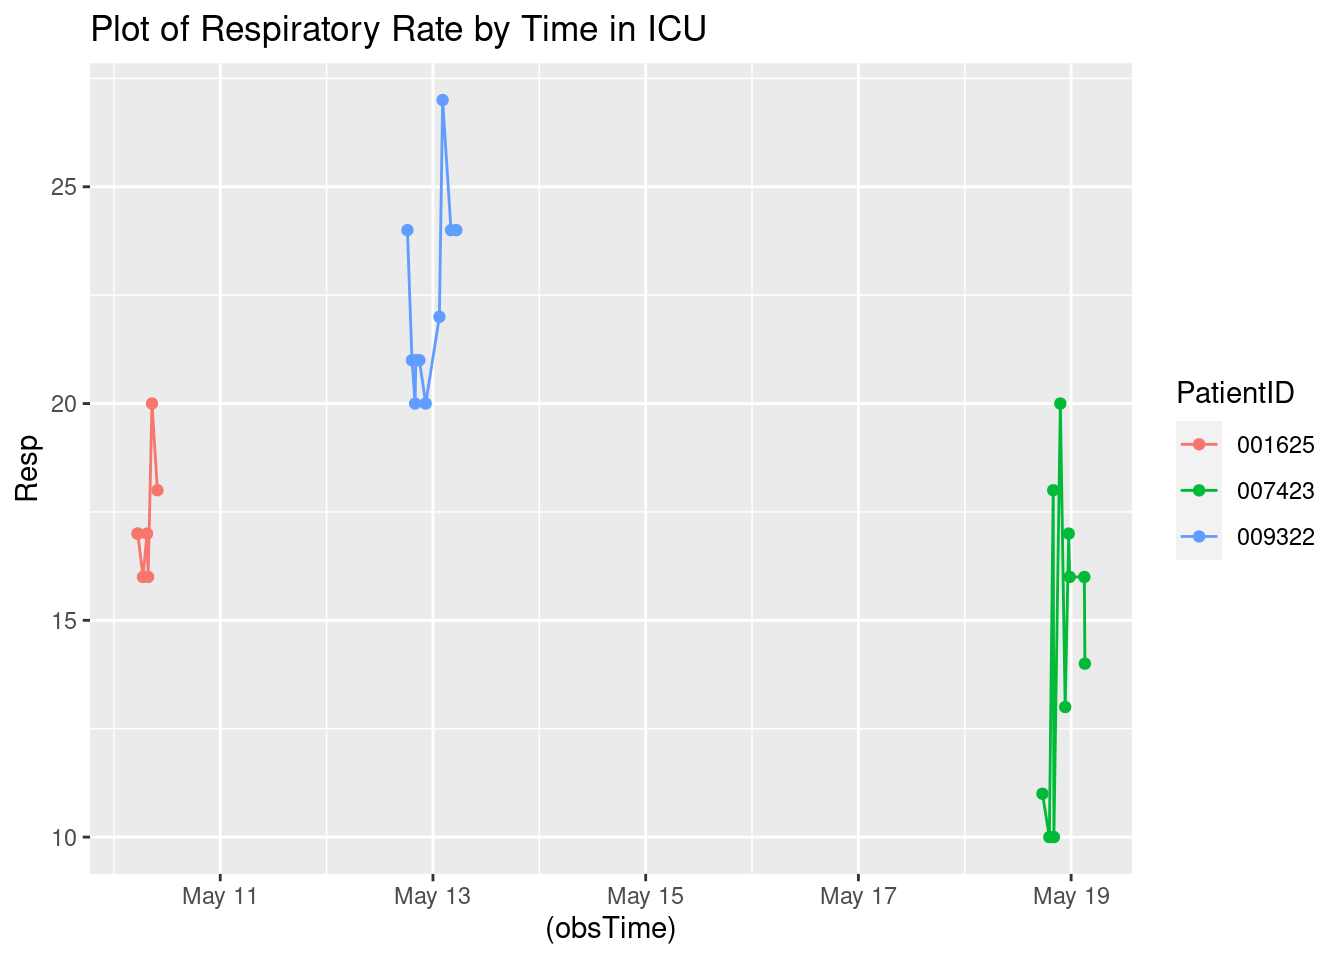 Plot of Respiratory Rate by Time in ICU
25
20
15
10
Resp
May 11
May 13
May 15
May 17
May 19
(obsTime)
PatientID
001625
007423
009322